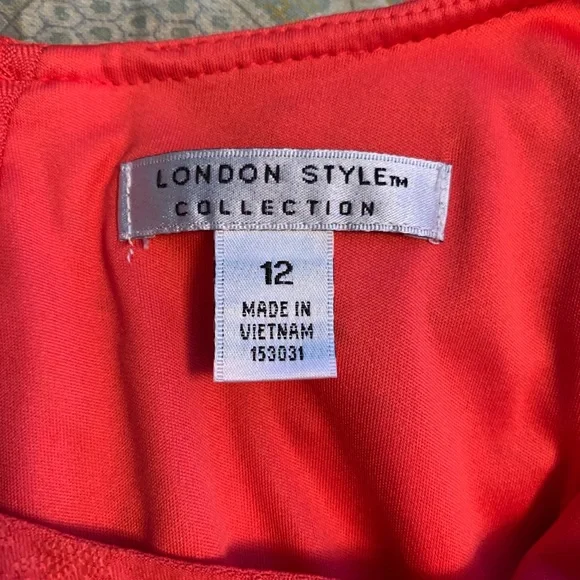 LONDON STYLE™
COLLECTION
12
MADE IN
VIETNAM
153031